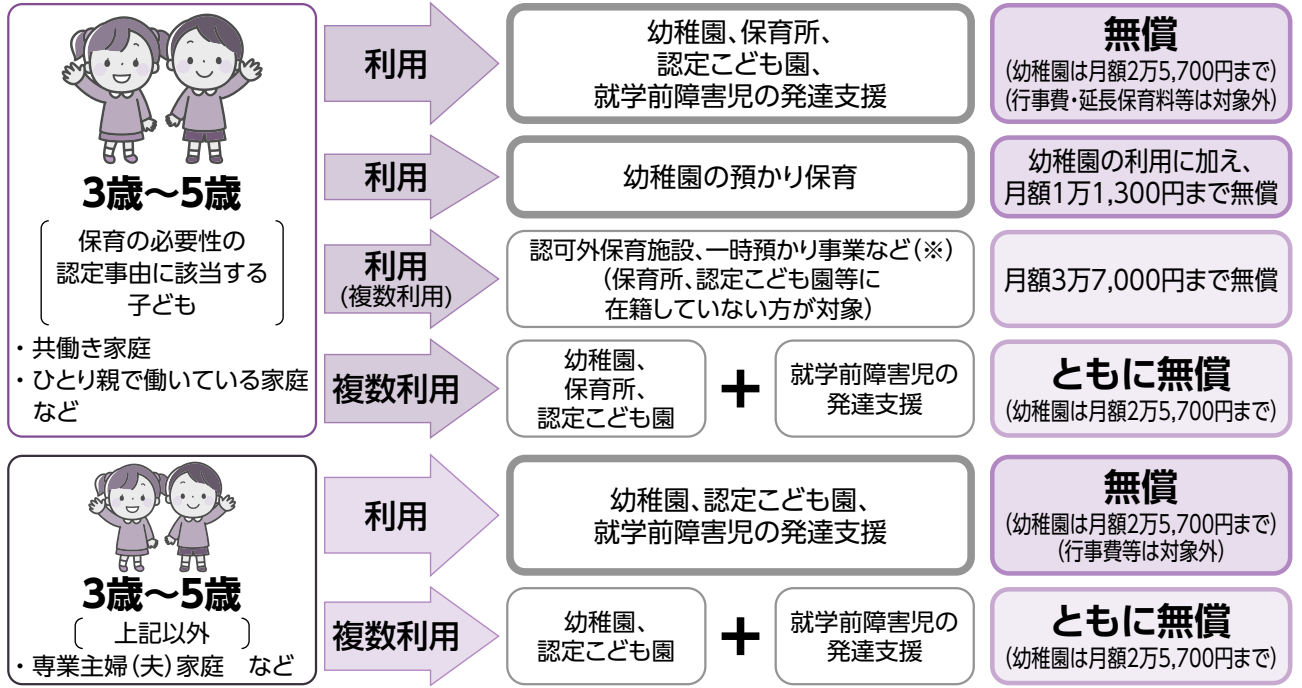 3歳～5歳
保育の必要性の
認定事由に該当する
子ども
・共働き家庭
・ひとり親で働いている家庭
など
利用
幼稚園、保育所、
認定こども園、
就学前障害児の発達支援
無償
(幼稚園は月額2万5,700円まで)
(行事費・延長保育料等は対象外)
利用
幼稚園の預かり保育
幼稚園の利用に加え、
月額1万1,300円まで無償
利用
(複数利用)
認可外保育施設、一時預かり事業など(※)
(保育所、認定こども園等に
在籍していない方が対象)
月額3万7,000円まで無償
複数利用
幼稚園、
保育所、
認定こども園
＋
就学前障害児の
発達支援
ともに無償
(幼稚園は月額2万5,700円まで)
3歳～5歳
上記以外
・専業主婦(夫)家庭　など
利用
幼稚園、認定こども園、
就学前障害児の発達支援
無償
(幼稚園は月額2万5,700円まで)
(行事費等は対象外)
複数利用
幼稚園、
認定こども園
＋
就学前障害児の
発達支援
ともに無償
(幼稚園は月額2万5,700円まで)